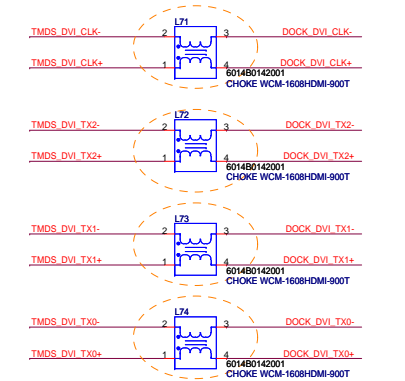 L71
TMDS_DVI_CLK- 2 3 DOCK_DVI_CLK-
TMDS_DVI_CLK+ 1 4 DOCK_DVI_CLK+
6014B0142001
CHOKE WCM-1608HDMI-900T
L72
TMDS_DVI_TX2- 2 3 DOCK_DVI_TX2-
TMDS_DVI_TX2+ 1 4 DOCK_DVI_TX2+
6014B0142001
CHOKE WCM-1608HDMI-900T
L73
TMDS_DVI_TX1- 2 3 DOCK_DVI_TX1-
TMDS_DVI_TX1+ 1 4 DOCK_DVI_TX1+
6014B0142001
CHOKE WCM-1608HDMI-900T
L74
TMDS_DVI_TX0- 2 3 DOCK_DVI_TX0-
TMDS_DVI_TX0+ 1 4 DOCK_DVI_TX0+
6014B0142001
CHOKE WCM-1608HDMI-900T